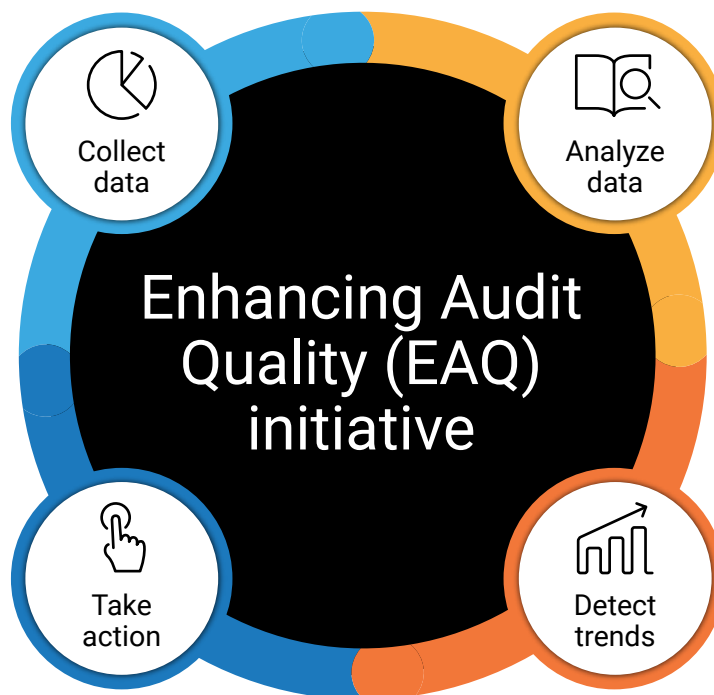 Collect
data
Analyze
data
Enhancing Audit
Quality (EAQ)
initiative
Take
action
Detect
trends